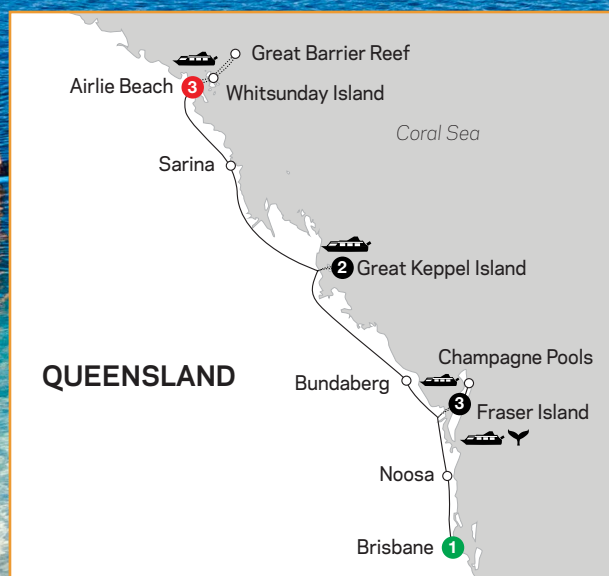 Great Barrier Reef
Airlie Beach 3
Whitsunday Island
Coral Sea
Sarina
2 Great Keppel Island
QUEENSLAND
Champagne Pools
Bundaberg
3 Fraser Island
Noosa
Brisbane 1